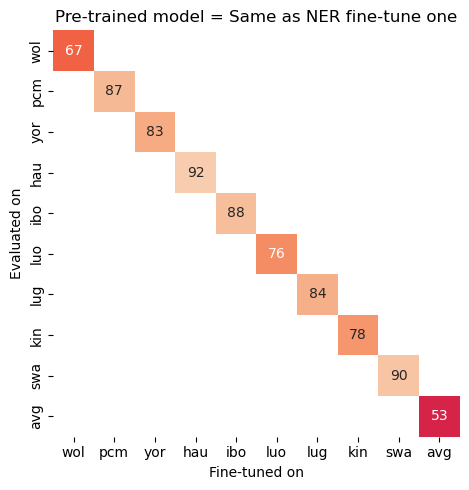 Pre-trained model = Same as NER fine-tune one
Evaluated on
wol
67
pcm
87
yor
83
hau
92
ibo
88
luo
76
lug
84
kin
78
swa
90
avg
53
wol pcm yor hau ibo luo lug kin swa avg
Fine-tuned on